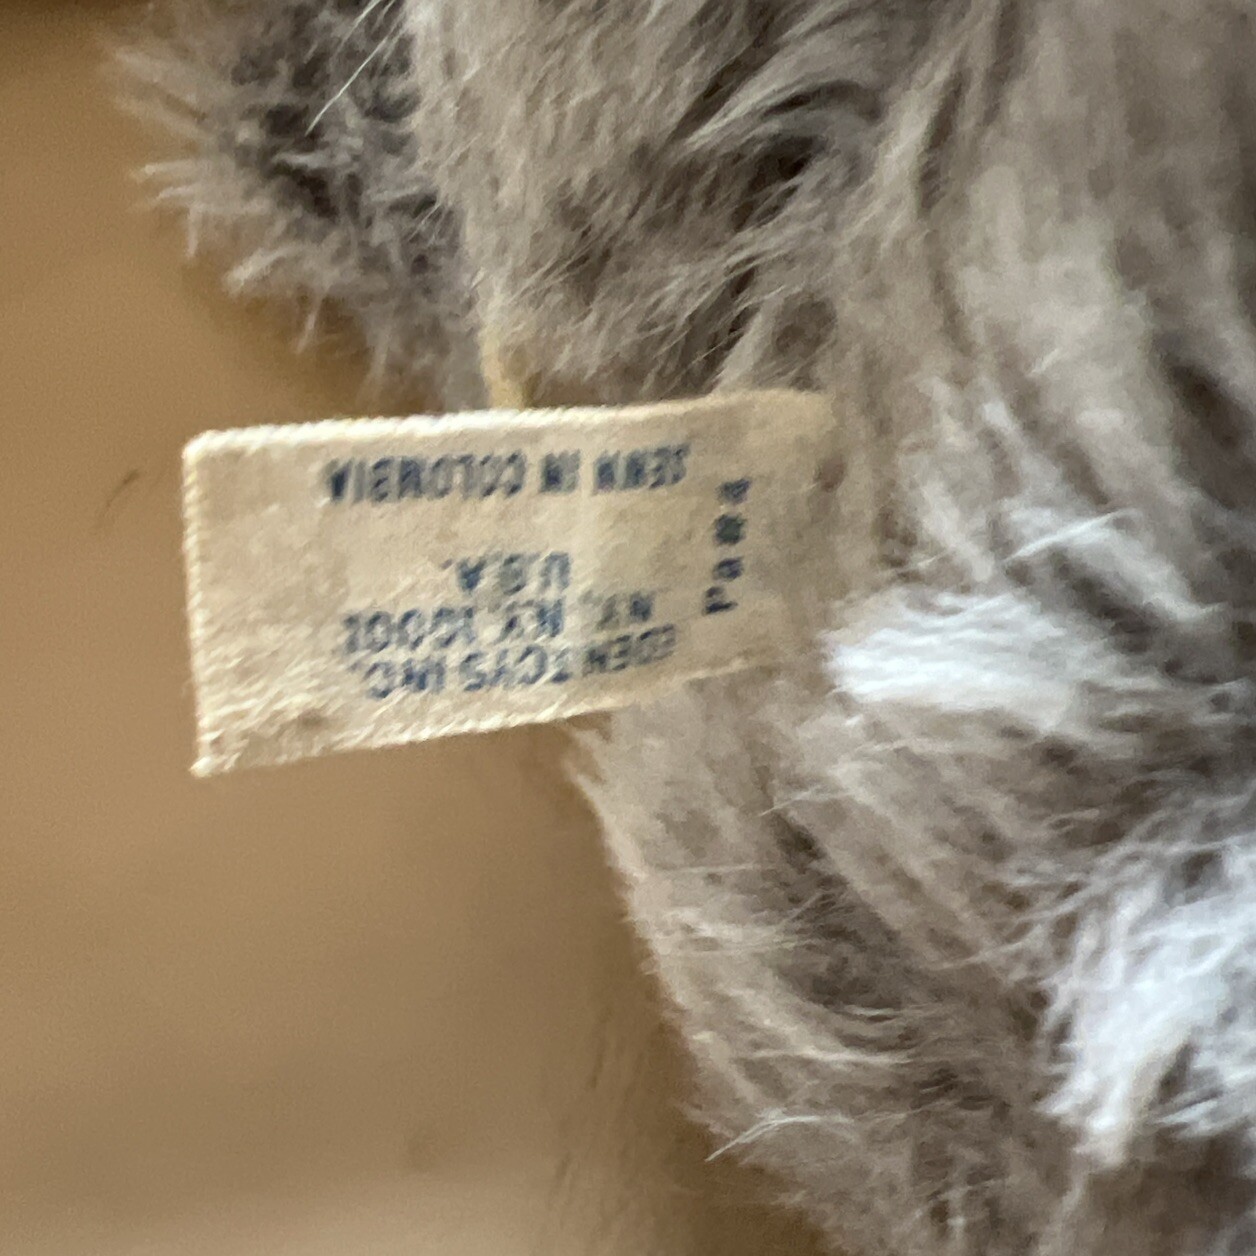 EDEN TOYS INC.
N.Y., N.Y. 10001
U.S.A.
SEWN IN COLOMBIA